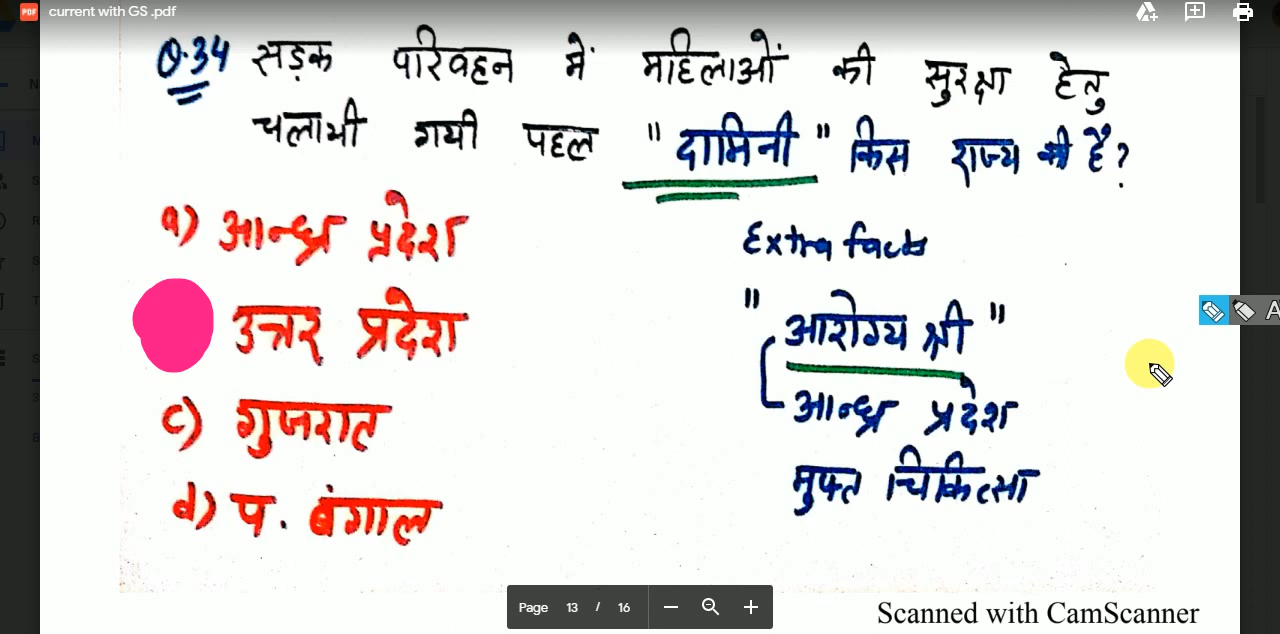 current with GS .pdf
Q.34 सड़क परिवहन में महिलाओं की सुरक्षा हेतु
चलायी गयी पहल "दामिनी" किस राज्य की है?
a) आन्ध्र प्रदेश
उत्तर प्रदेश
c) गुजरात
d) प. बंगाल
Extra facts
"आरोग्य श्री"
आन्ध्र प्रदेश
मुफ्त चिकित्सा
Page 13 / 16
Scanned with CamScanner